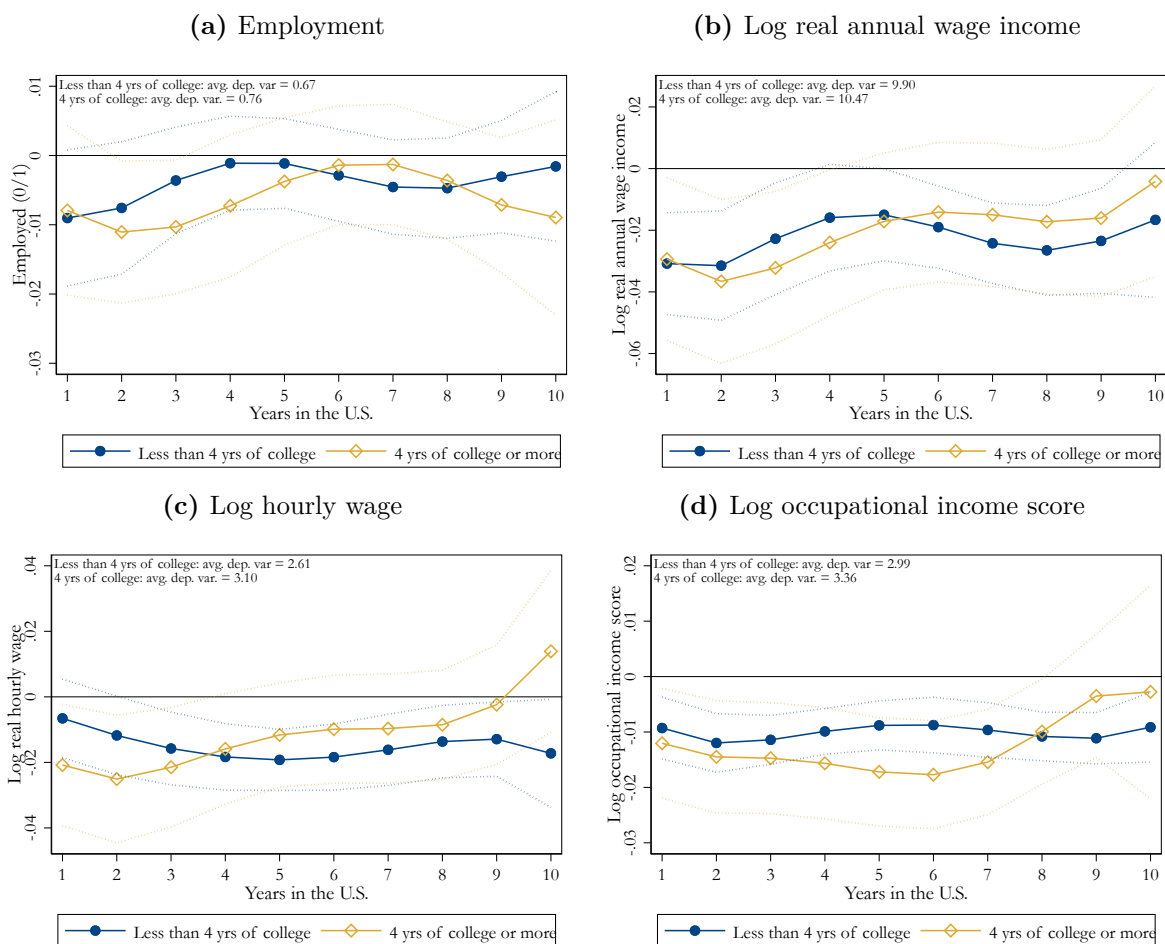 (a) Employment
Less than 4 yrs of college: avg. dep. var = 0.67
4 yrs of college: avg. dep. var. = 0.76
Employed (0/1)
.01
0
-.01
-.02
-.03
1 2 3 4 5 6 7 8 9 10
Years in the U.S.
Less than 4 yrs of college 4 yrs of college or more
(b) Log real annual wage income
Less than 4 yrs of college: avg. dep. var = 9.90
4 yrs of college: avg. dep. var. = 10.47
Log real annual wage income
.02
0
-.02
-.04
-.06
1 2 3 4 5 6 7 8 9 10
Years in the U.S.
Less than 4 yrs of college 4 yrs of college or more
(c) Log hourly wage
Less than 4 yrs of college: avg. dep. var = 2.61
4 yrs of college: avg. dep. var. = 3.10
Log real hourly wage
.04
.02
0
-.02
-.04
1 2 3 4 5 6 7 8 9 10
Years in the U.S.
Less than 4 yrs of college 4 yrs of college or more
(d) Log occupational income score
Less than 4 yrs of college: avg. dep. var = 2.99
4 yrs of college: avg. dep. var. = 3.36
Log occupational income score
.02
.01
0
-.01
-.02
-.03
1 2 3 4 5 6 7 8 9 10
Years in the U.S.
Less than 4 yrs of college 4 yrs of college or more